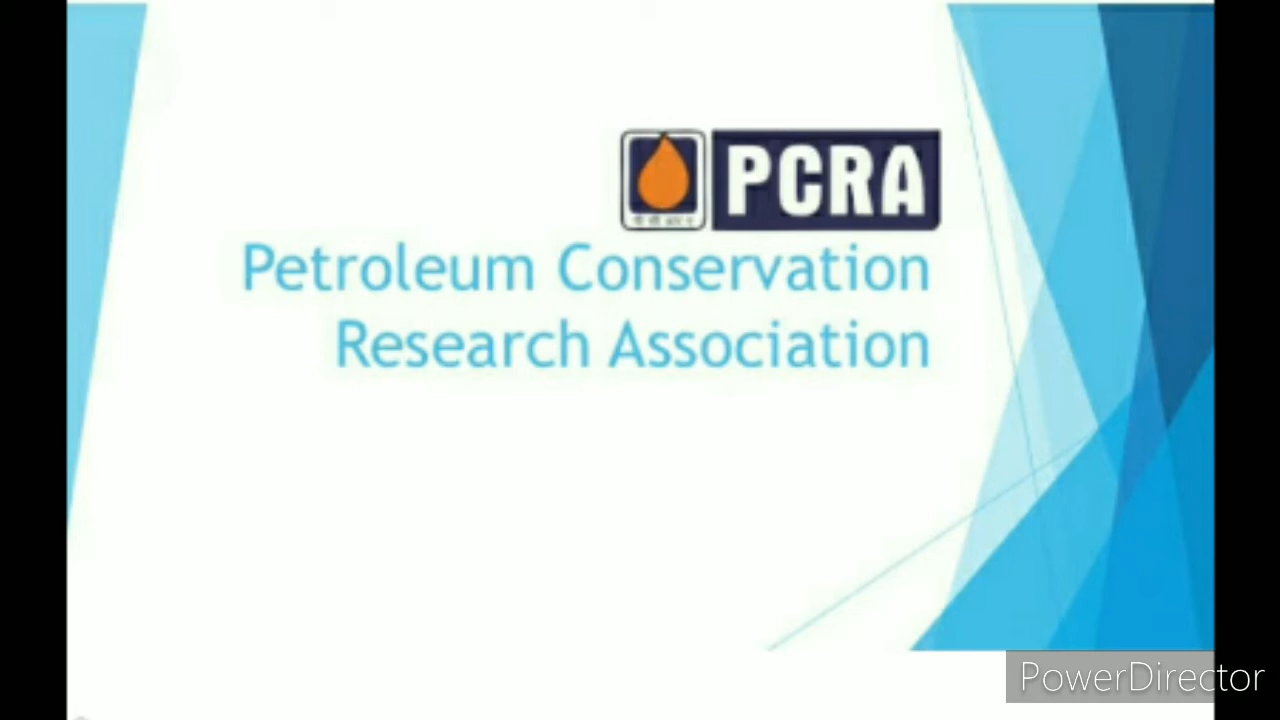 PCRA
Petroleum Conservation
Research Association
PowerDirector